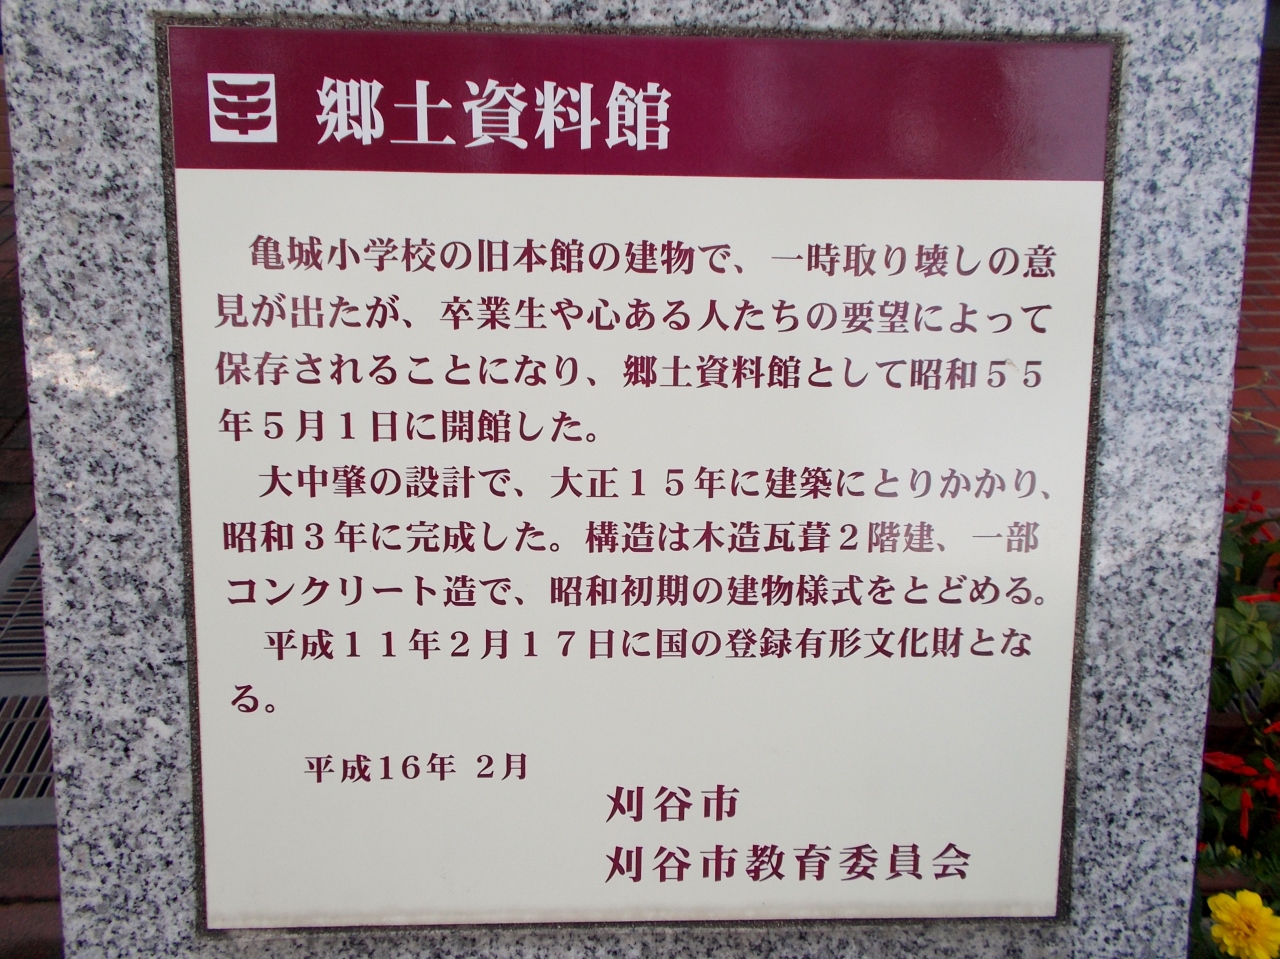 郷土資料館
亀城小学校の旧本館の建物で、一時取り壊しの意
見が出たが、卒業生や心ある人たちの要望によって
保存されることになり、郷土資料館として昭和５５
年５月１日に開館した。
大中肇の設計で、大正１５年に建築にとりかかり、
昭和３年に完成した。構造は木造瓦葺２階建、一部
コンクリート造で、昭和初期の建物様式をとどめる。
平成１１年２月１７日に国の登録有形文化財とな
る。
平成16年 ２月
刈谷市
刈谷市教育委員会